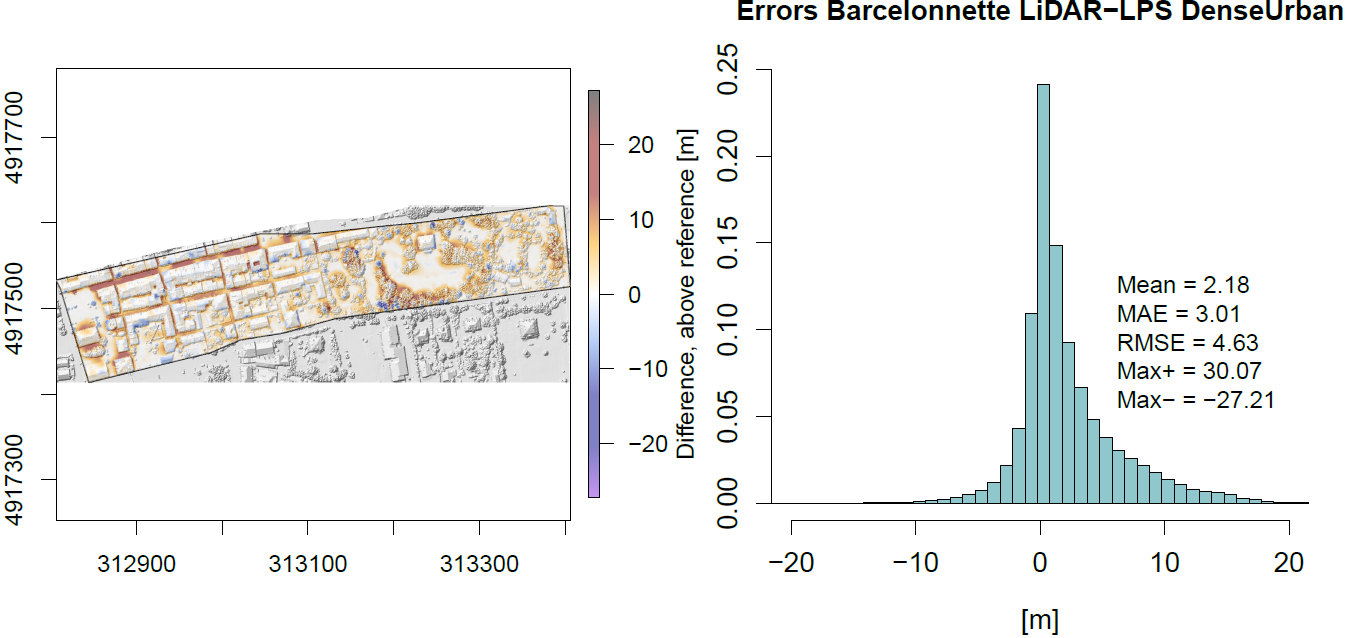 Errors Barcelonnette LiDAR−LPS DenseUrban
4917700
4917500
4917300
312900
313100
313300
20
10
0
−10
−20
Difference, above reference [m]
0.25
0.20
0.15
0.10
0.05
0.00
Mean = 2.18
MAE = 3.01
RMSE = 4.63
Max+ = 30.07
Max− = −27.21
−20
−10
0
10
20
[m]